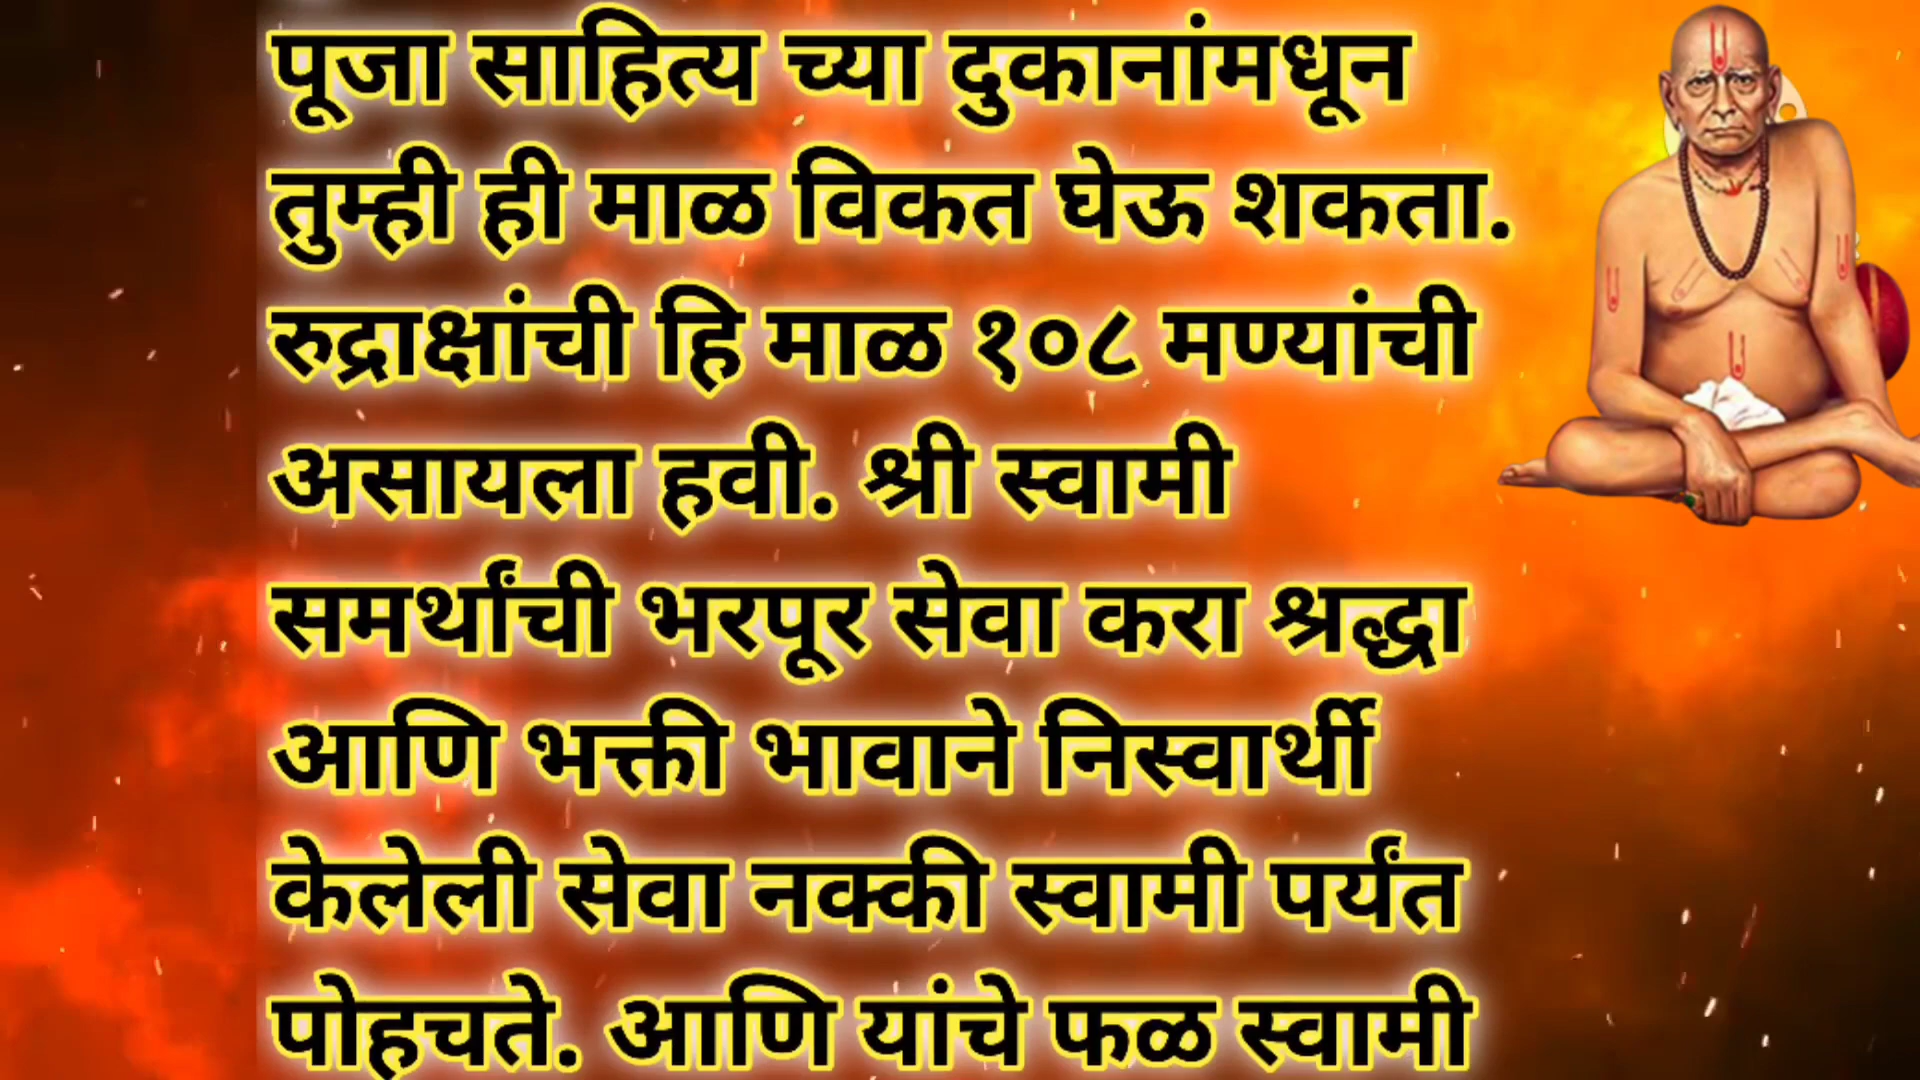 पूजा साहित्य च्या दुकानांमधून
तुम्ही ही माळ विकत घेऊ शकता.
रुद्राक्षांची हि माळ १०८ मण्यांची
असायला हवी. श्री स्वामी
समर्थांची भरपूर सेवा करा श्रद्धा
आणि भक्ती भावाने निस्वार्थी
केलेली सेवा नक्की स्वामी पर्यंत
पोहचते. आणि यांचे फळ स्वामी